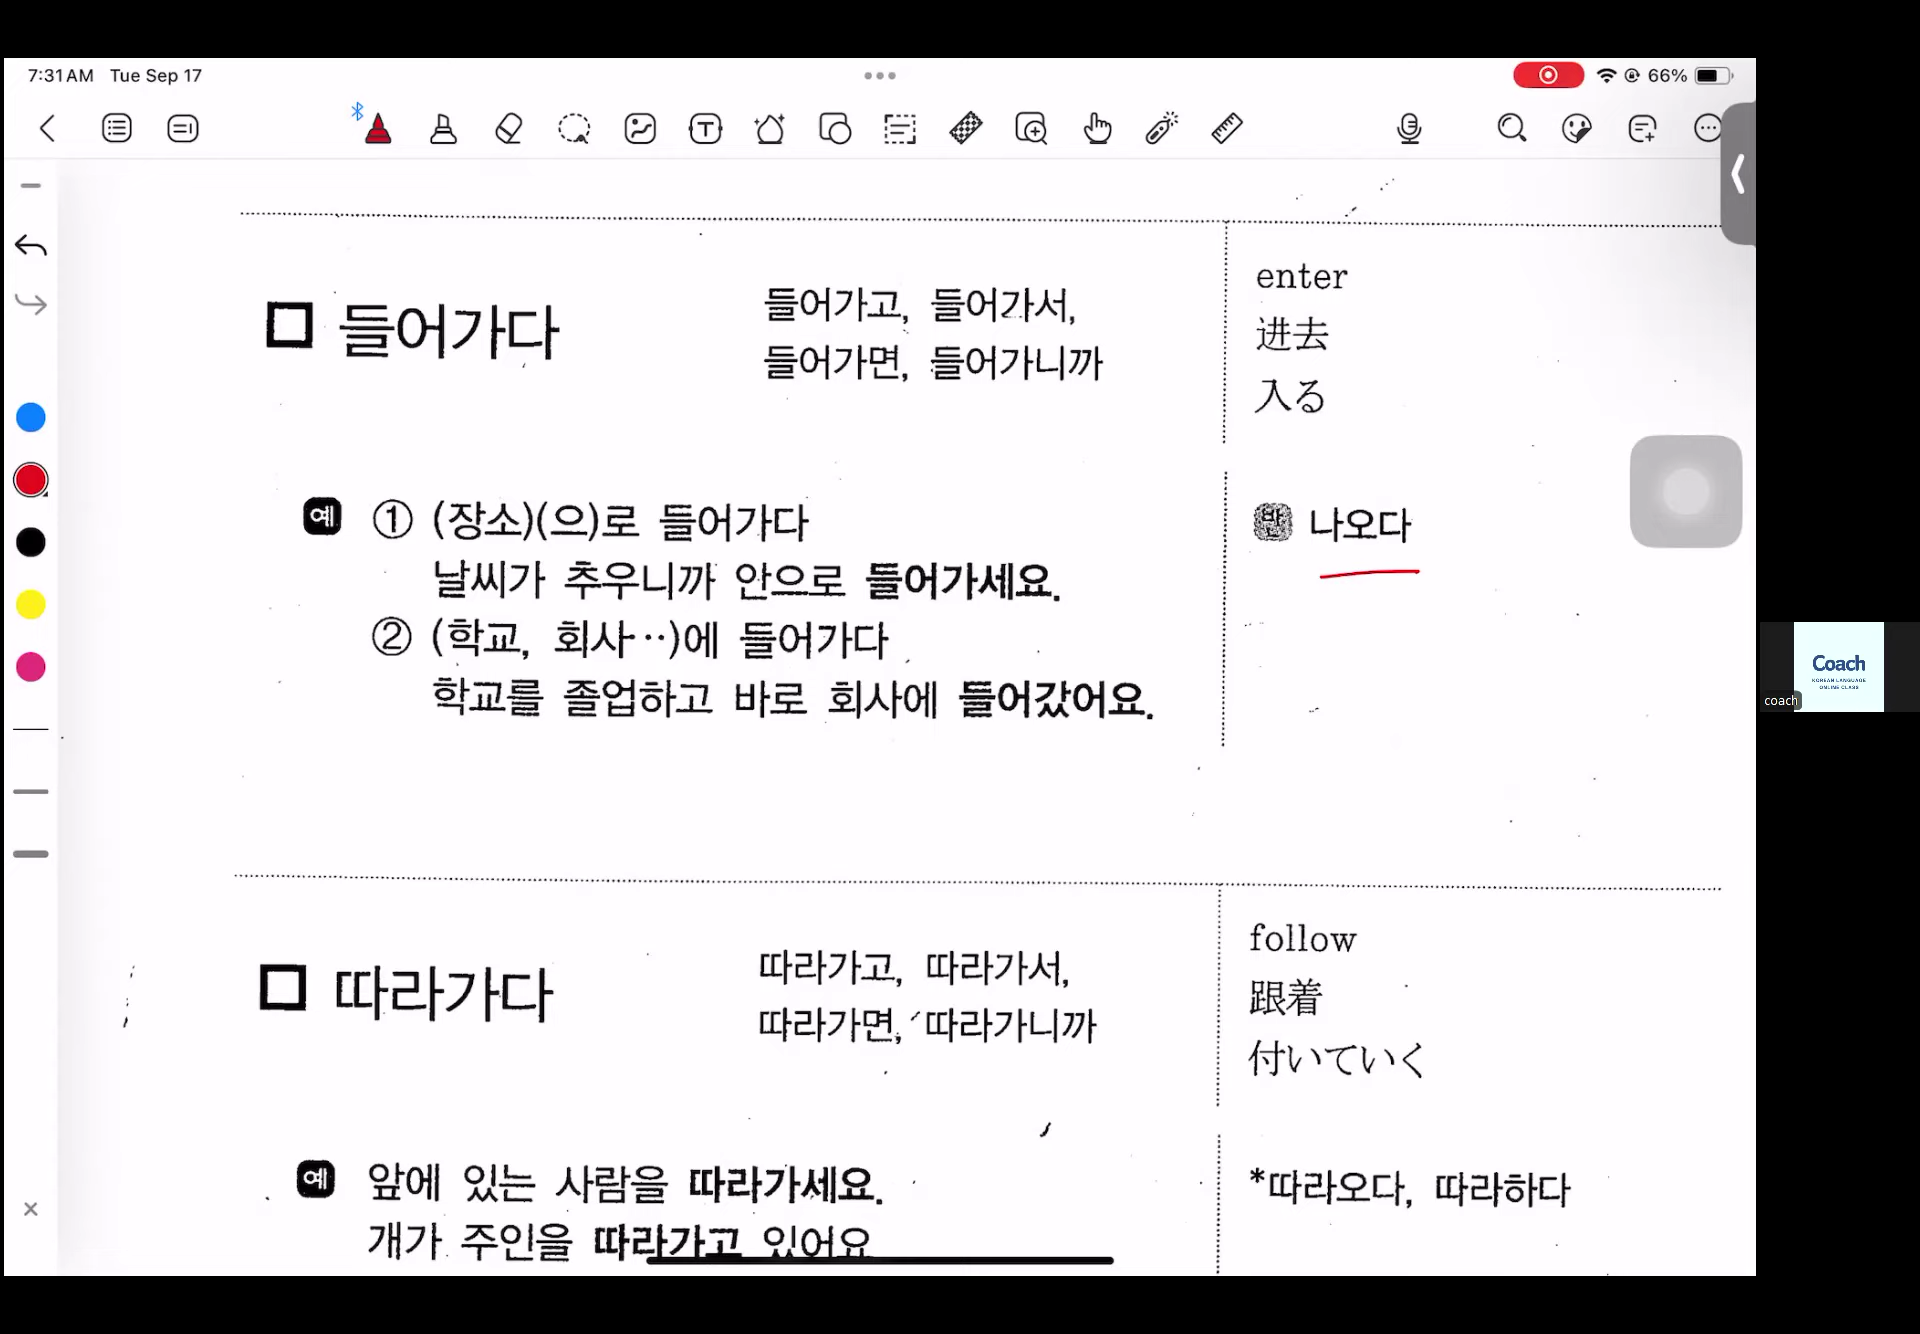 7:31 AM Tue Sep 17
66%
들어가다
들어가고, 들어가서,
들어가면, 들어가니까
enter
进去
入る
예 ① (장소)(으)로 들어가다
날씨가 추우니까 안으로 들어가세요.
② (학교, 회사…)에 들어가다
학교를 졸업하고 바로 회사에 들어갔어요.
반 나오다
따라가다
따라가고, 따라가서,
따라가면, 따라가니까
follow
跟着
付いていく
예 앞에 있는 사람을 따라가세요.
개가 주인을 따라가고 있어요
*따라오다, 따라하다
Coach
KOREAN LANGUAGE
ONLINE CLASS
coach